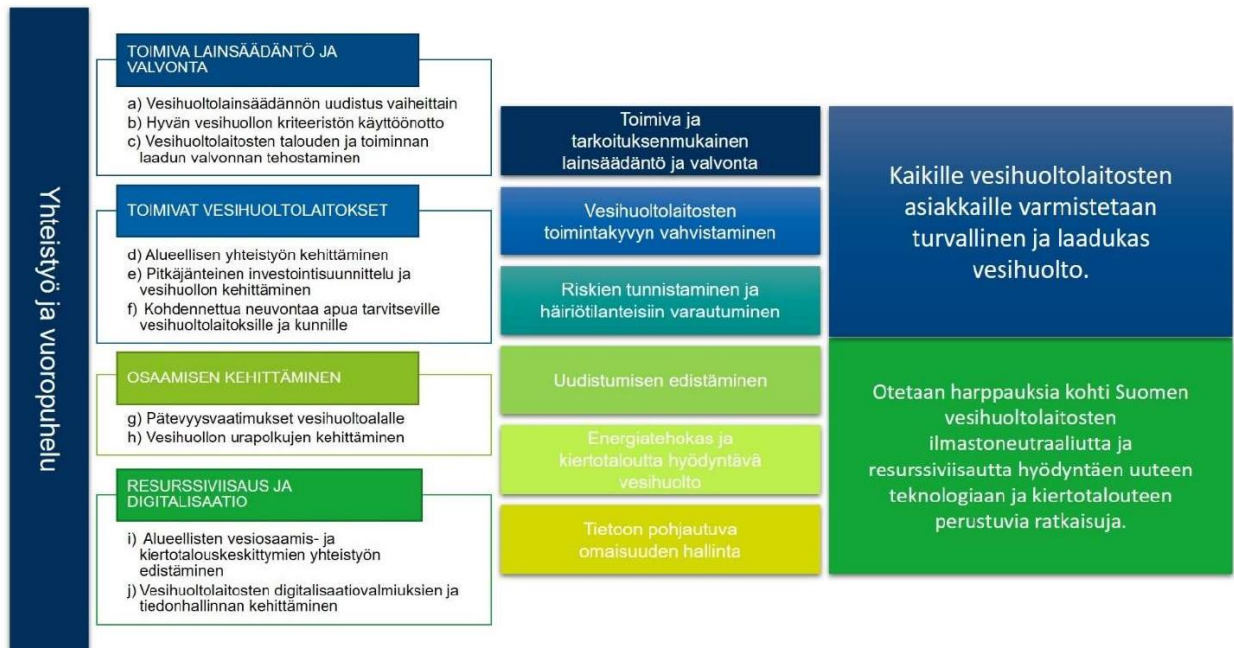 Yhteistyö ja vuoropuhelu
TOIMIVA LAINSÄÄDÄNTÖ JA
VALVONTA
a) Vesihuoltolainsäädännön uudistus vaiheittain
b) Hyvän vesihuollon kriteeristön käyttöönotto
c) Vesihuoltolaitosten talouden ja toiminnan
laadun valvonnan tehostaminen
TOIMIVAT VESIHUOLTOLAITOKSET
d) Alueellisen yhteistyön kehittäminen
e) Pitkäjänteinen investointisuunnittelu ja
vesihuollon kehittäminen
f) Kohdennettua neuvontaa apua tarvitseville
vesihuoltolaitoksille ja kunnille
OSAAMISEN KEHITTÄMINEN
g) Pätevyysvaatimukset vesihuoltoalalle
h) Vesihuollon urapolkujen kehittäminen
RESURSSIVIISAUS JA
DIGITALISAATIO
i) Alueellisten vesiosaamis- ja
kiertotalouskeskittymien yhteistyön
edistäminen
j) Vesihuoltolaitosten digitalisaatiovalmiuksien ja
tiedonhallinnan kehittäminen
Toimiva ja
tarkoituksenmukainen
lainsäädäntö ja valvonta
Vesihuoltolaitosten
toimintakyvyn vahvistaminen
Riskien tunnistaminen ja
häiriötilanteisiin varautuminen
Uudistumisen edistäminen
Energiatehokas ja
kiertotaloutta hyödyntävä
vesihuolto
Tietoon pohjautuva
omaisuuden hallinta
Kaikille vesihuoltolaitosten
asiakkaille varmistetaan
turvallinen ja laadukas
vesihuolto.
Otetaan harppauksia kohti Suomen
vesihuoltolaitosten
ilmastoneutraaliutta ja
resurssiviisautta hyödyntäen uuteen
teknologiaan ja kiertotalouteen
perustuvia ratkaisuja.